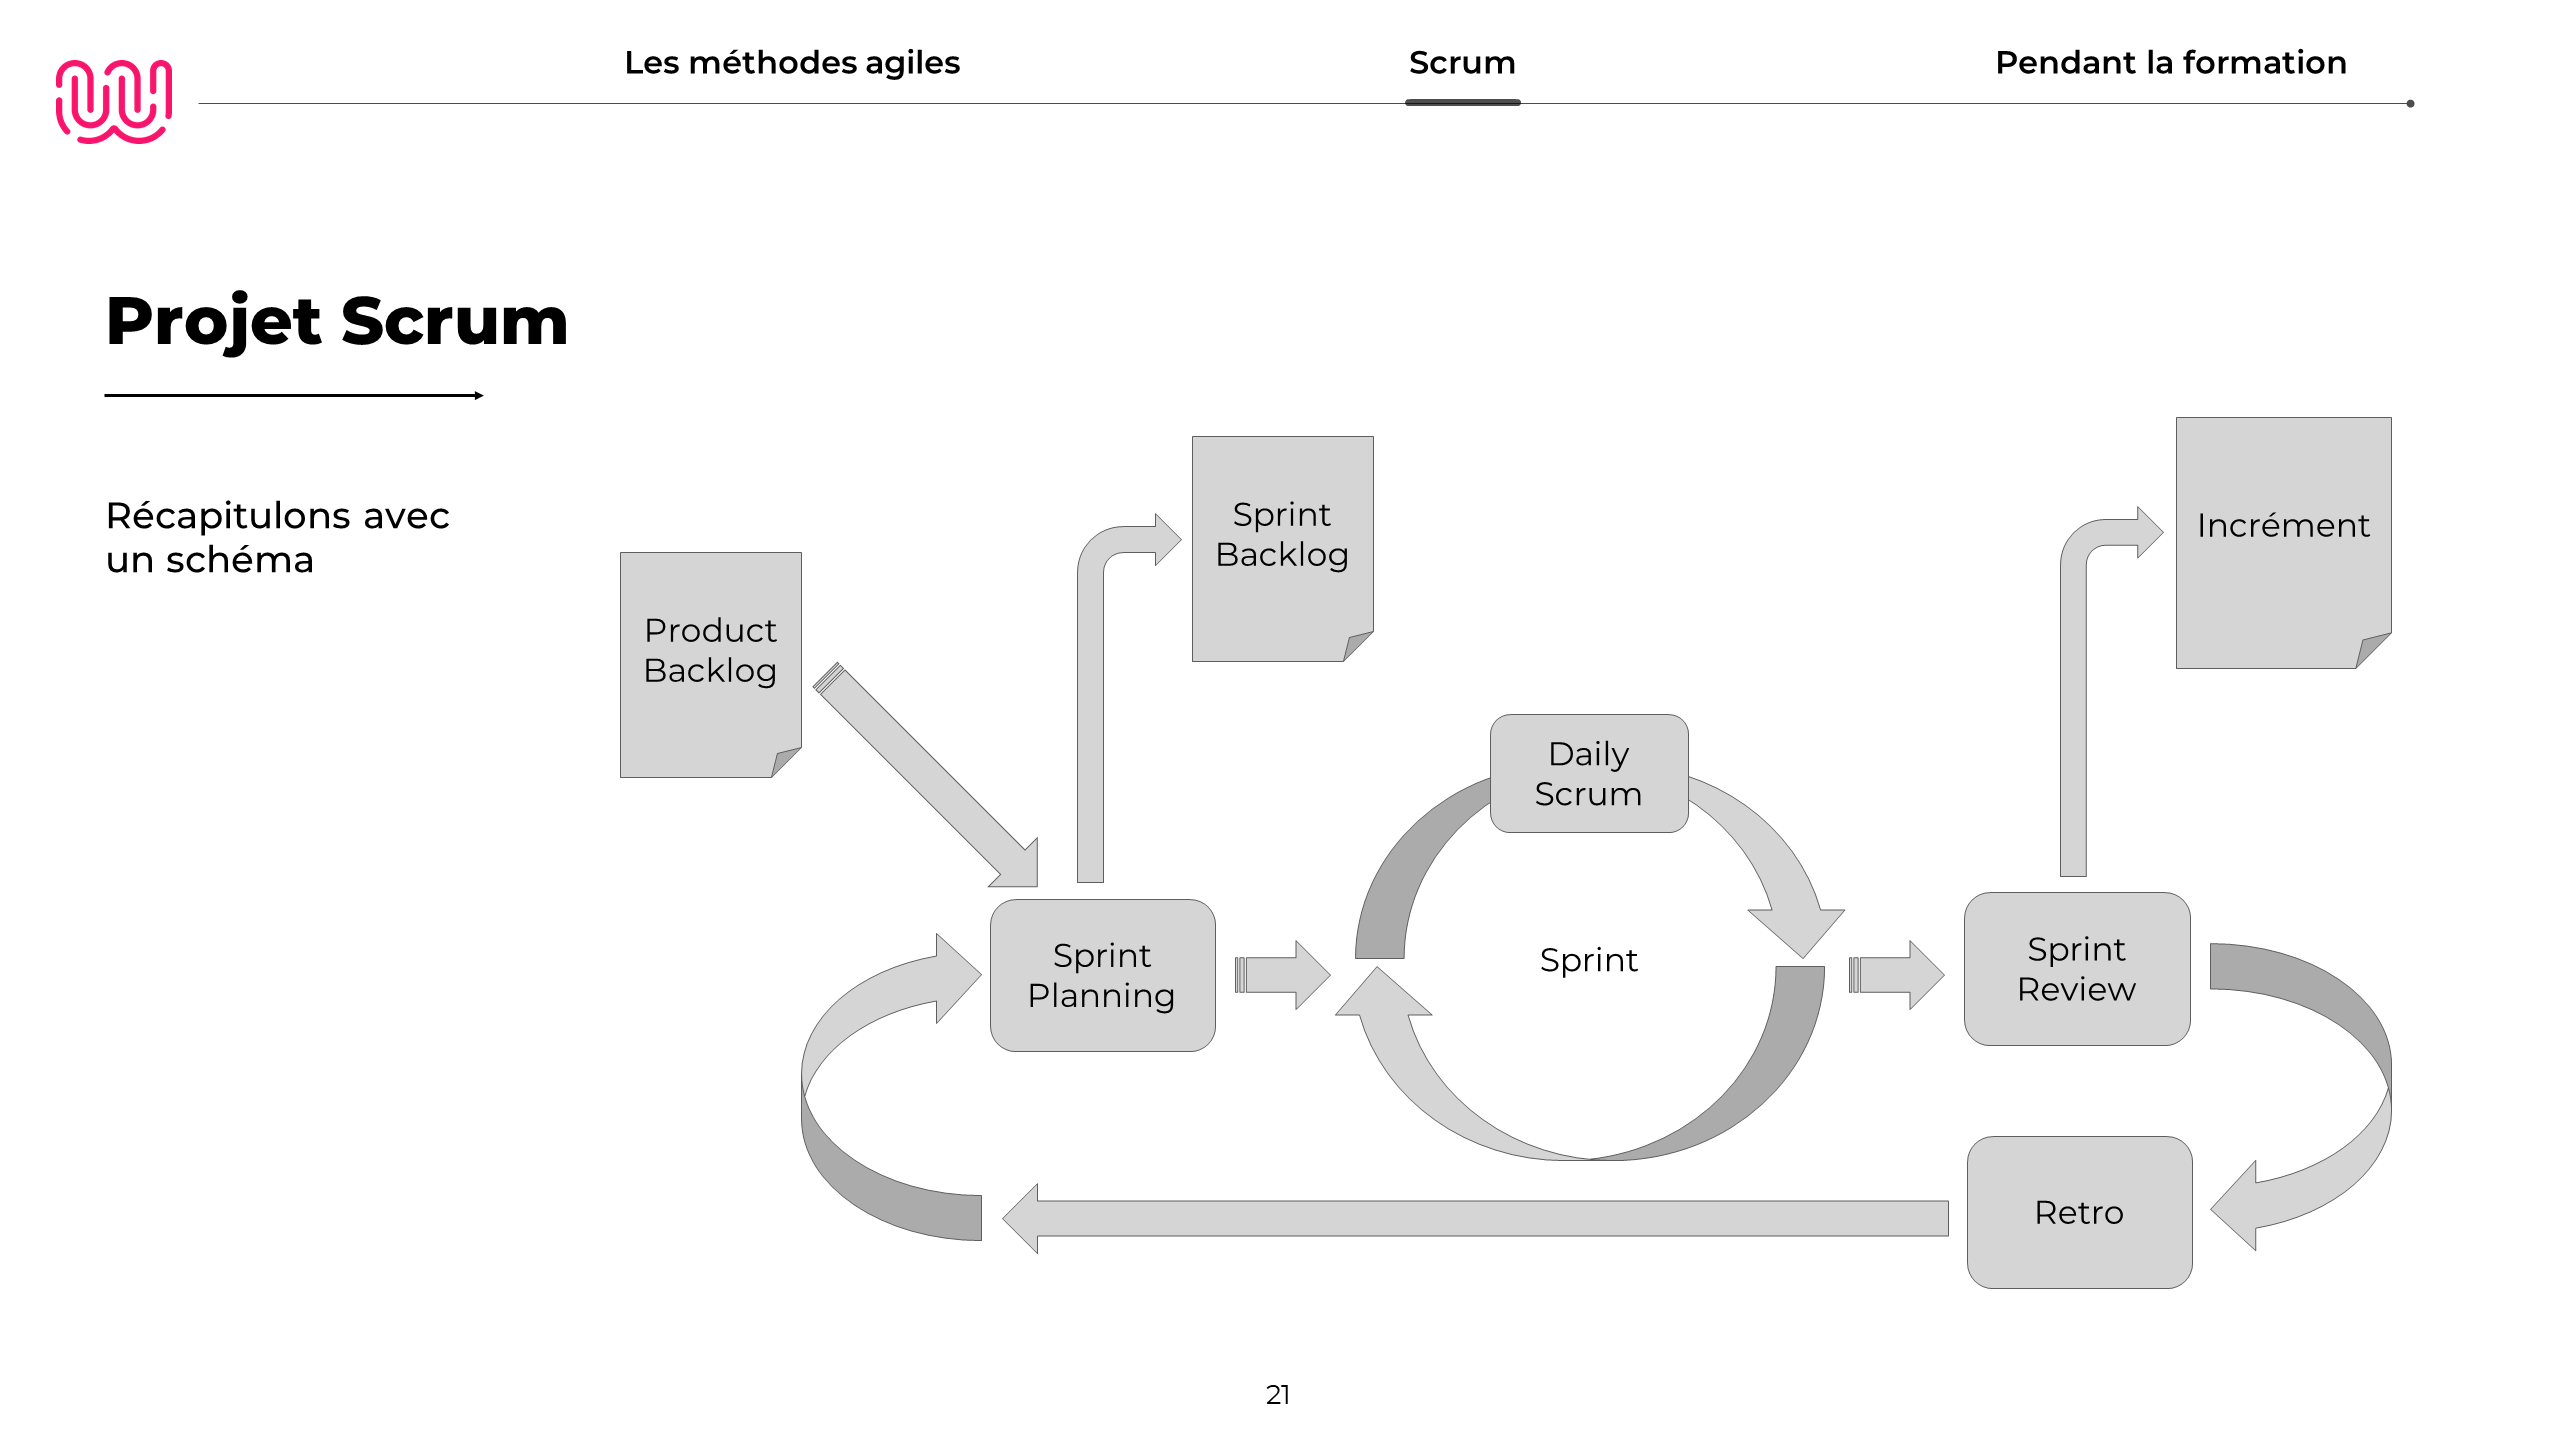 Les méthodes agiles
Scrum
Pendant la formation
Projet Scrum
Récapitulons avec
un schéma
Product
Backlog
Sprint
Backlog
Incrément
Daily
Scrum
Sprint
Planning
Sprint
Sprint
Review
Retro
21